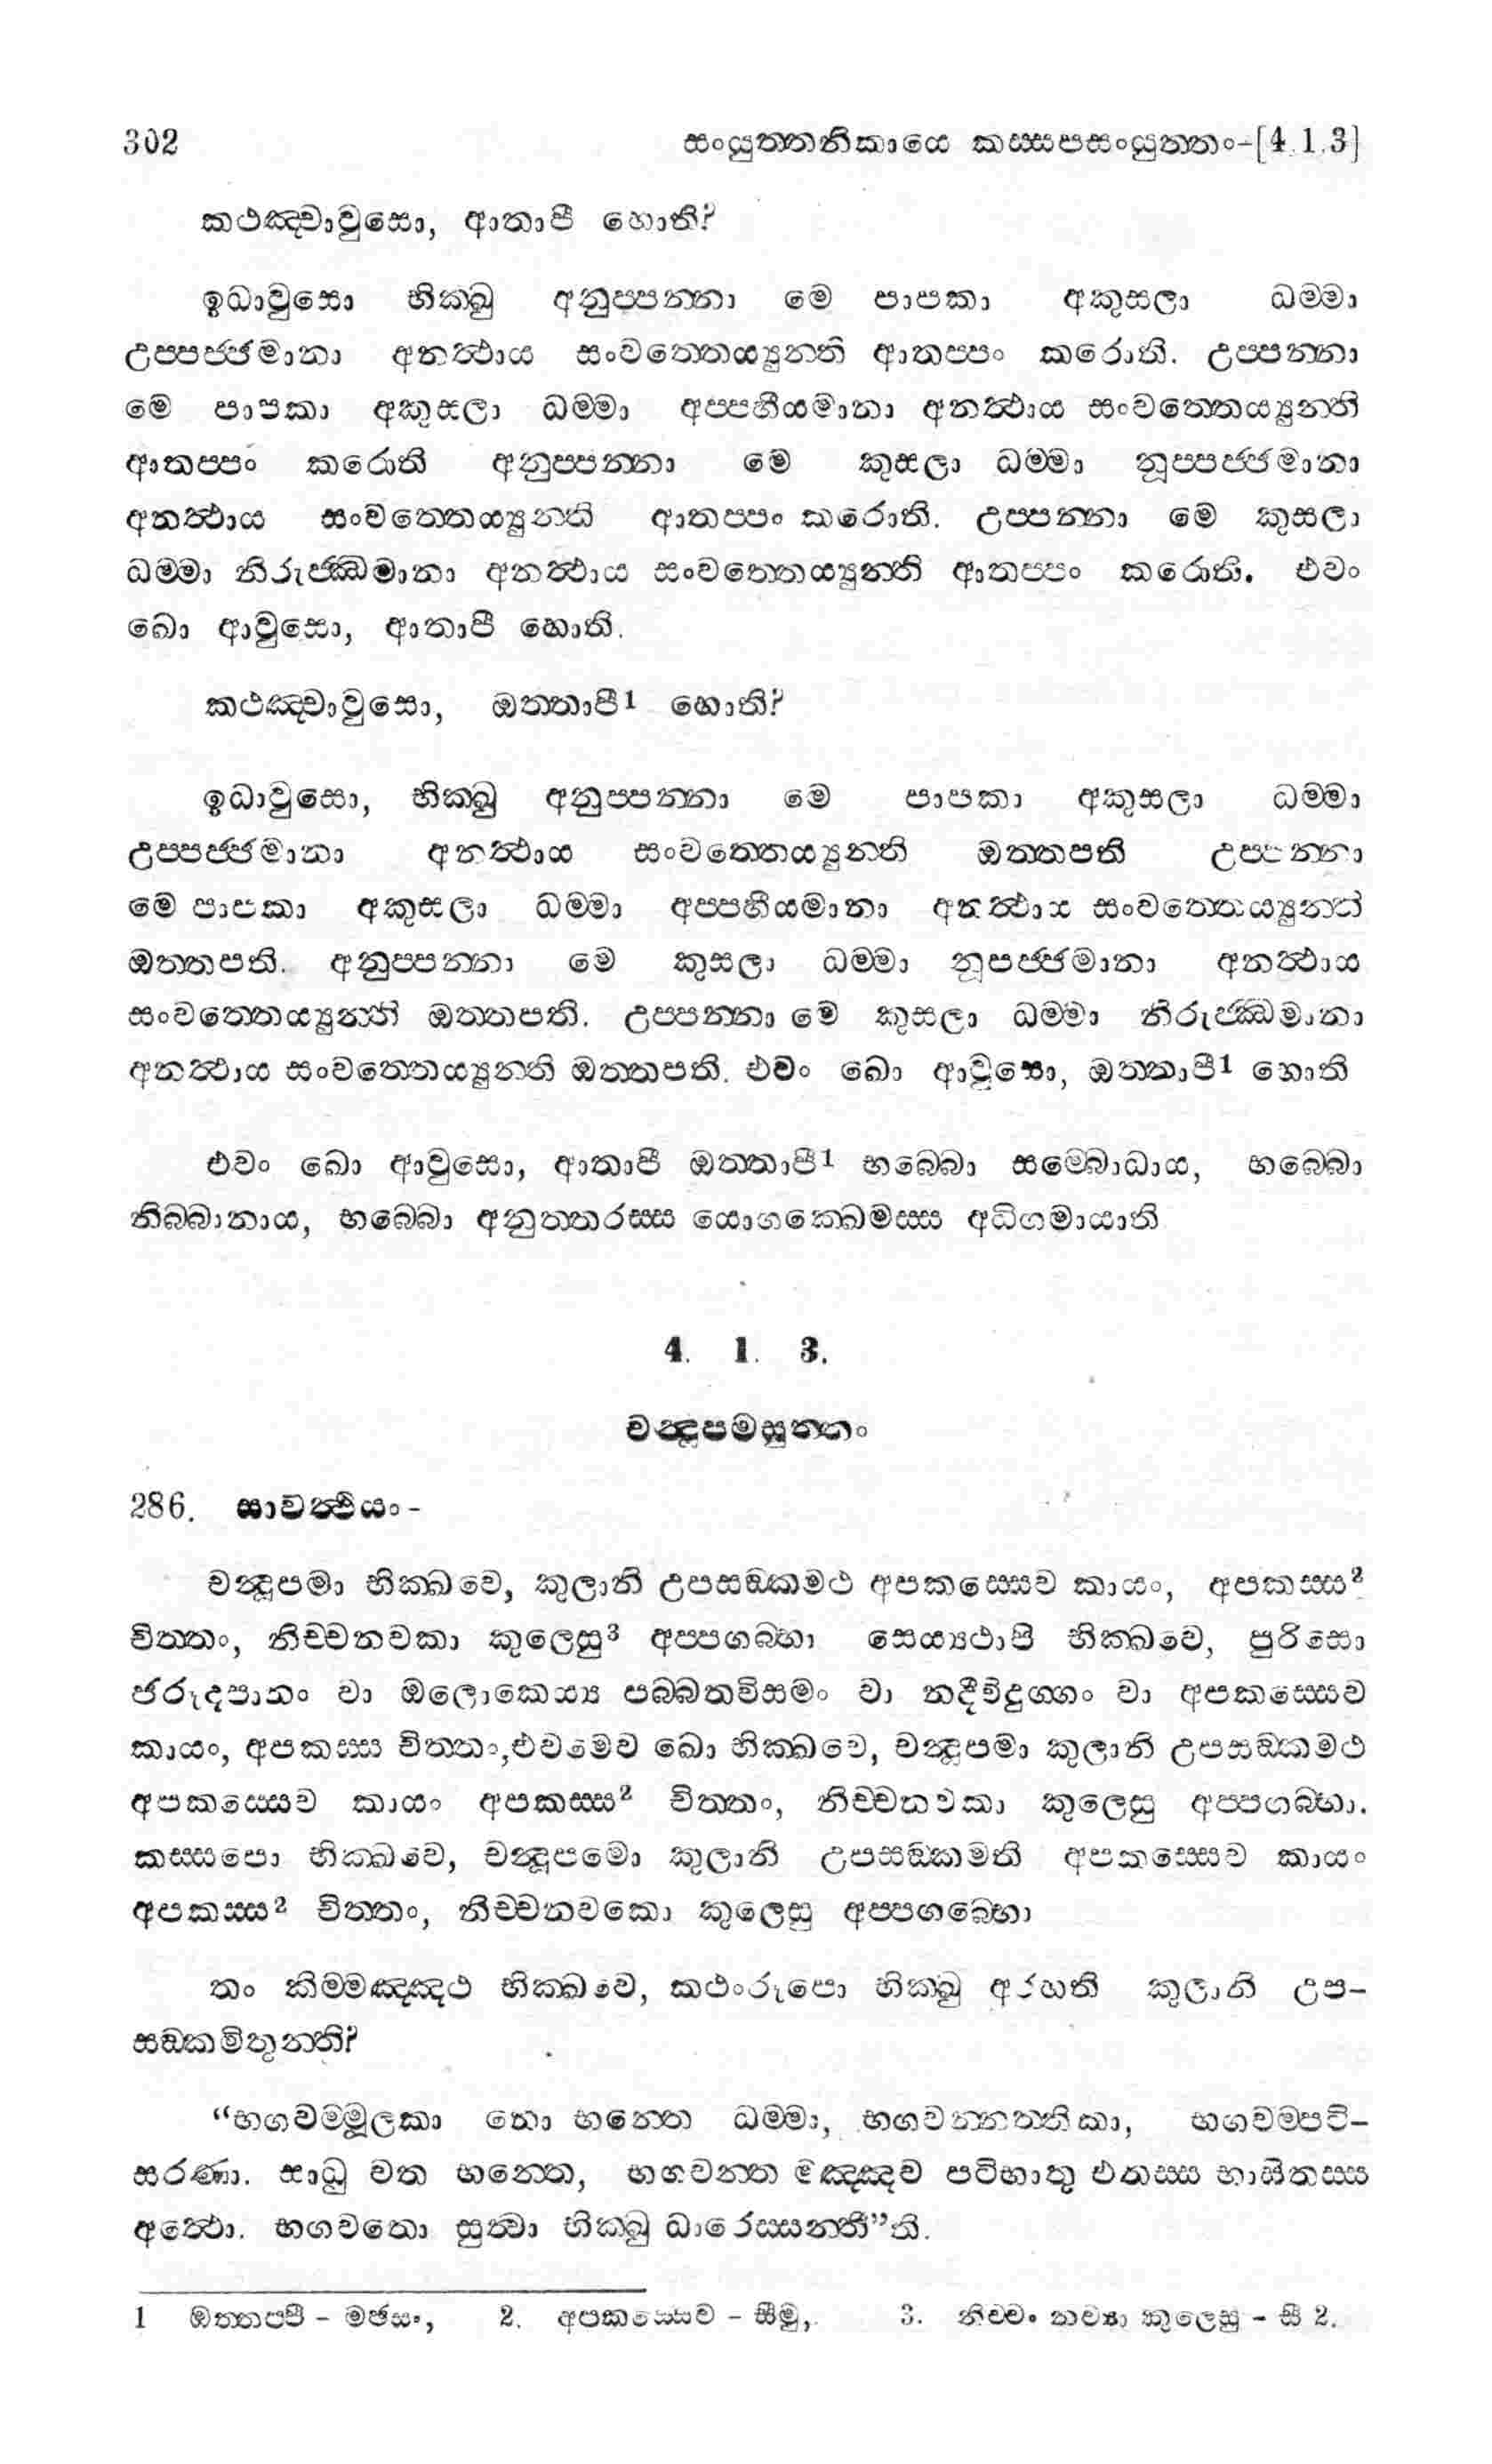 302 සංයුත්තනිකායෙ කස්සපසංයුත්තං-[4.1.3]
කථඤ්චාවුසො, ආතාපී හොති?
ඉධාවුසො භික්ඛු අනුප්පන්නා මෙ පාපකා අකුසලා ධම්මා
උප්පජ්ජමානා අනත්ථාය සංවත්තෙය්‍යුන්ති ආතප්පං කරොති. උප්පන්නා
මෙ පාපකා අකුසලා ධම්මා අප්පහීයමානා අනත්ථාය සංවත්තෙය්‍යුන්ති
ආතප්පං කරොති අනුප්පන්නා මෙ කුසලා ධම්මා නුප්පජ්ජමානා
අනත්ථාය සංවත්තෙය්‍යුන්ති ආතප්පං කරොති. උප්පන්නා මෙ කුසලා
ධම්මා නිරුජ්ඣමානා අනත්ථාය සංවත්තෙය්‍යුන්ති ආතප්පං කරොති. එවං
ඛො ආවුසො, ආතාපී හොති.
කථඤ්චාවුසො, ඔත්තාපී1 හොති?
ඉධාවුසො, භික්ඛු අනුප්පන්නා මෙ පාපකා අකුසලා ධම්මා
උප්පජ්ජමානා අනත්ථාය සංවත්තෙය්‍යුන්ති ඔත්තපති උප්පන්නා
මෙ පාපකා අකුසලා ධම්මා අප්පහීයමානා අනත්ථාය සංවත්තෙය්‍යුන්ති
ඔත්තපති. අනුප්පන්නා මෙ කුසලා ධම්මා නුපජ්ජමානා අනත්ථාය
සංවත්තෙය්‍යුන්ති ඔත්තපති. උප්පන්නා මෙ කුසලා ධම්මා නිරුජ්ඣමානා
අනත්ථාය සංවත්තෙය්‍යුන්ති ඔත්තපති. එවං ඛො ආවුසො, ඔත්තාපී1 හොති
එවං ඛො ආවුසො, ආතාපී ඔත්තාපී1 භබ්බො සම්බොධාය, භබ්බො
නිබ්බානාය, භබ්බො අනුත්තරස්ස යොගක්ඛෙමස්ස අධිගමායාති
4. 1. 3.
චන්දූපමසුත්තං
286. සාවත්ථියං-
චන්දූපමා භික්ඛවෙ, කුලානි උපසඞ්කමථ අපකස්සෙව කායං, අපකස්ස2
චිත්තං, නිච්චනවකා කුලෙසු3 අප්පගබ්භා සෙය්‍යථාපි භික්ඛවෙ, පුරිසො
ජරූදපානං වා ඔලොකෙය්‍ය පබ්බතවිසමං වා නදීවිදුග්ගං වා අපකස්සෙව
කායං, අපකස්ස චිත්තං,එවමෙව ඛො භික්ඛවෙ, චන්දූපමා කුලානි උපසඞ්කමථ
අපකස්සෙව කායං අපකස්ස2 චිත්තං, නිච්චනවකා කුලෙසු අප්පගබ්භා.
කස්සපො භික්ඛවෙ, චන්දූපමො කුලානි උපසඞ්කමති අපකස්සෙව කායං
අපකස්ස2 චිත්තං, නිච්චනවකො කුලෙසු අප්පගබ්භො
තං කිම්මඤ්ඤථ භික්ඛවෙ, කථංරූපො භික්ඛු අරහති කුලානි උප-
සඞ්කමිතුන්ති?
“භගවම්මූලකා නො භන්තෙ ධම්මා, භගවන්නෙත්තිකා, භගවම්පටි-
සරණා. සාධු වත භන්තෙ, භගවන්තඤ්ඤෙව පටිභාතු එතස්ස භාසිතස්ස
අත්ථො. භගවතො සුත්වා භික්ඛු ධාරෙස්සන්තී”ති.
1 ඔත්තප්පී - මඡසං, 2. අපකස්සෙව - සීමු, 3. නිච්චං නවකා කුලෙසු - සී 2.